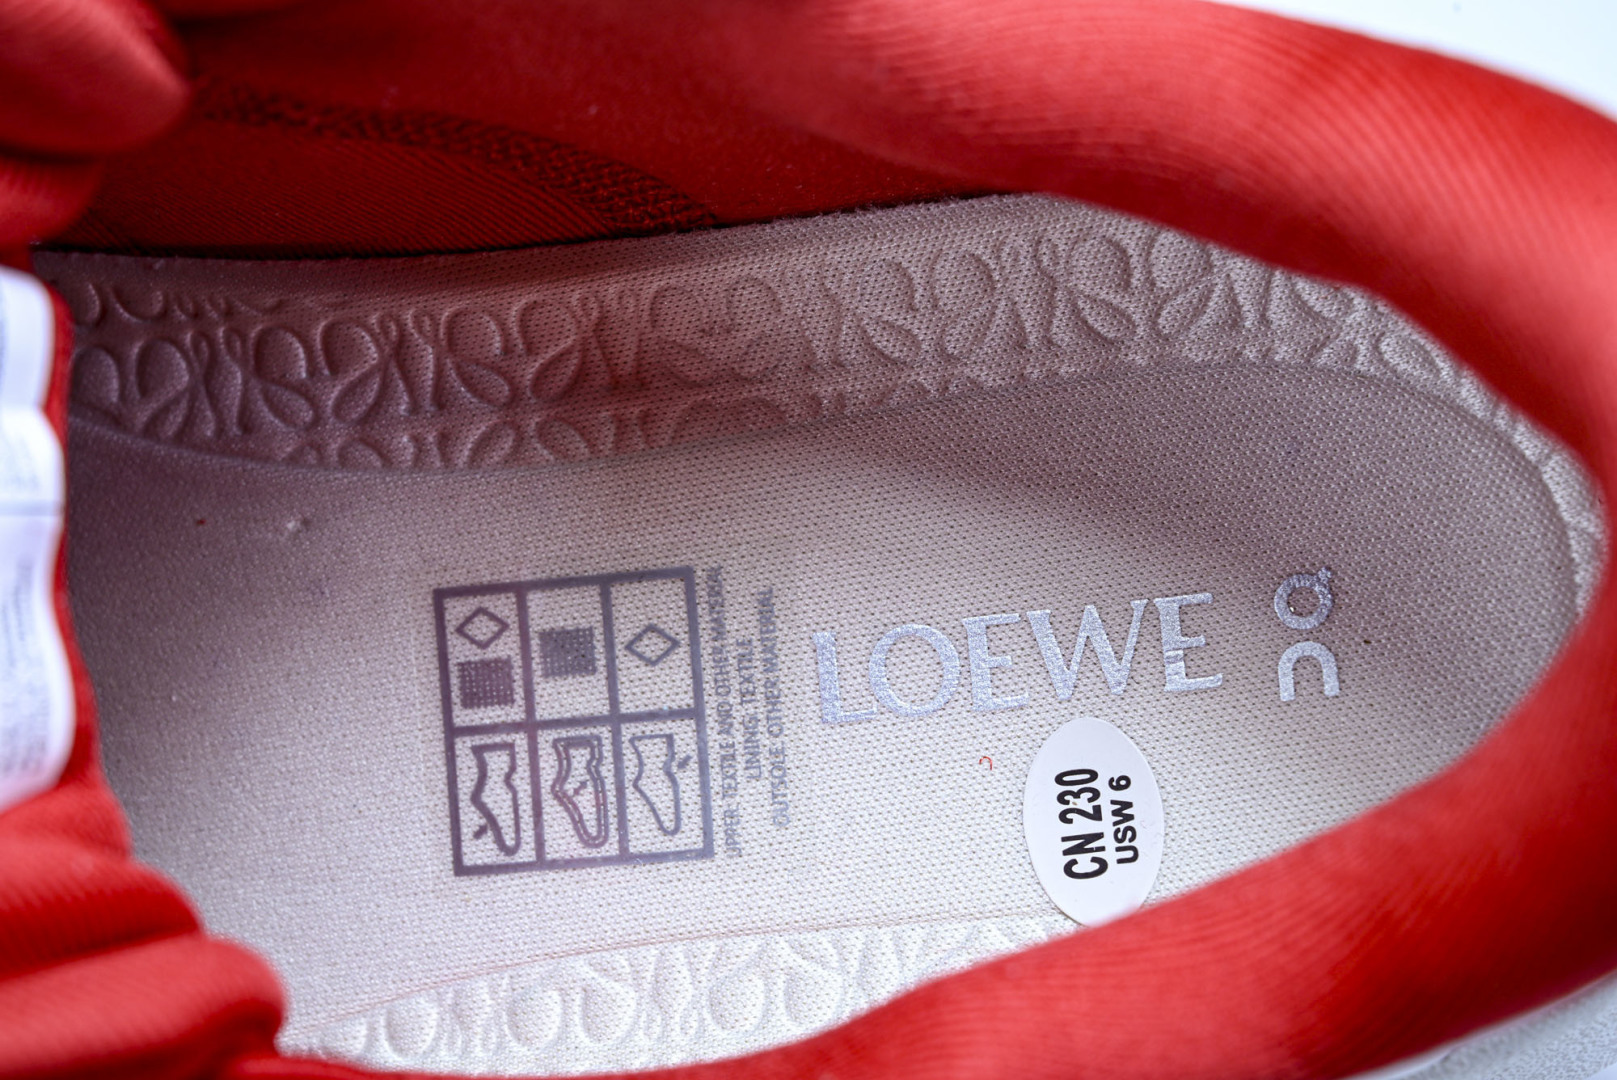 LOEWE
On
UPPER: TEXTILE AND OTHER MATERIAL
LINING: TEXTILE
OUTSOLE: OTHER MATERIAL
CN 230
USW 6